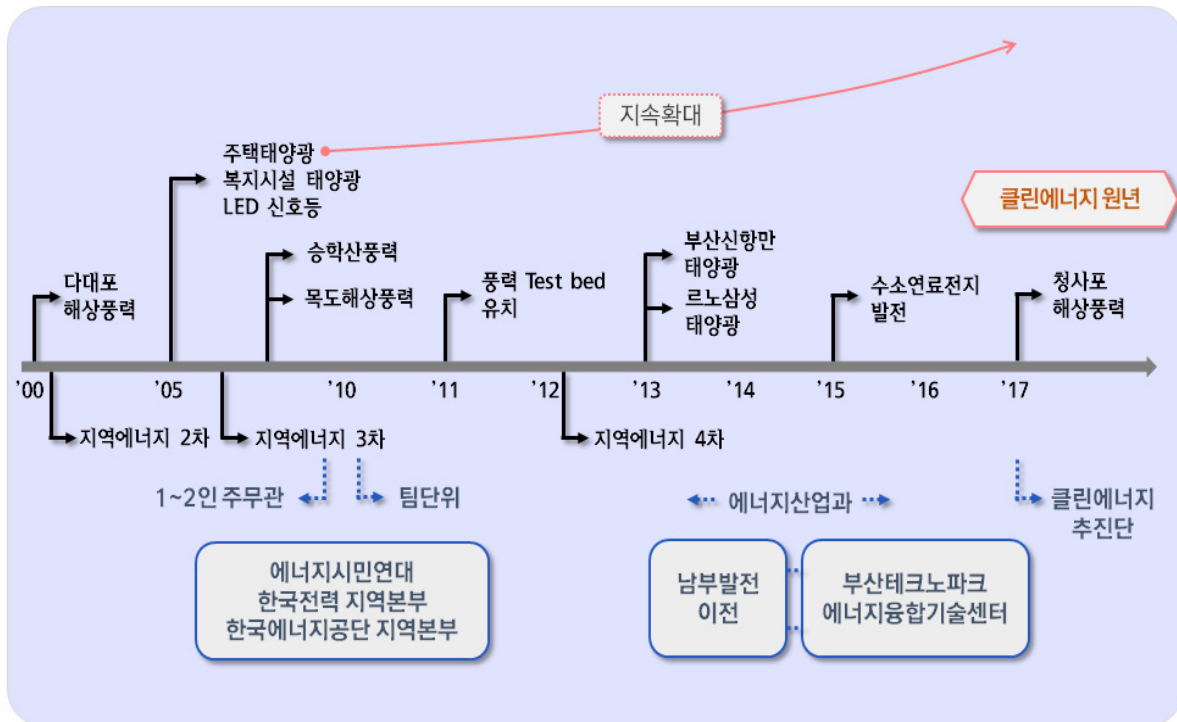 지속확대
주택태양광
복지시설 태양광
LED 신호등
클린에너지 원년
승학산풍력
목도해상풍력
다대포
해상풍력
풍력 Test bed
유치
부산신항만
태양광
르노삼성
태양광
수소연료전지
발전
청사포
해상풍력
'00 '05 '10 '11 '12 '13 '14 '15 '16 '17
지역에너지 2차
지역에너지 3차
지역에너지 4차
1~2인 주무관
팀단위
에너지산업과
클린에너지
추진단
에너지시민연대
한국전력 지역본부
한국에너지공단 지역본부
남부발전
이전
부산테크노파크
에너지융합기술센터